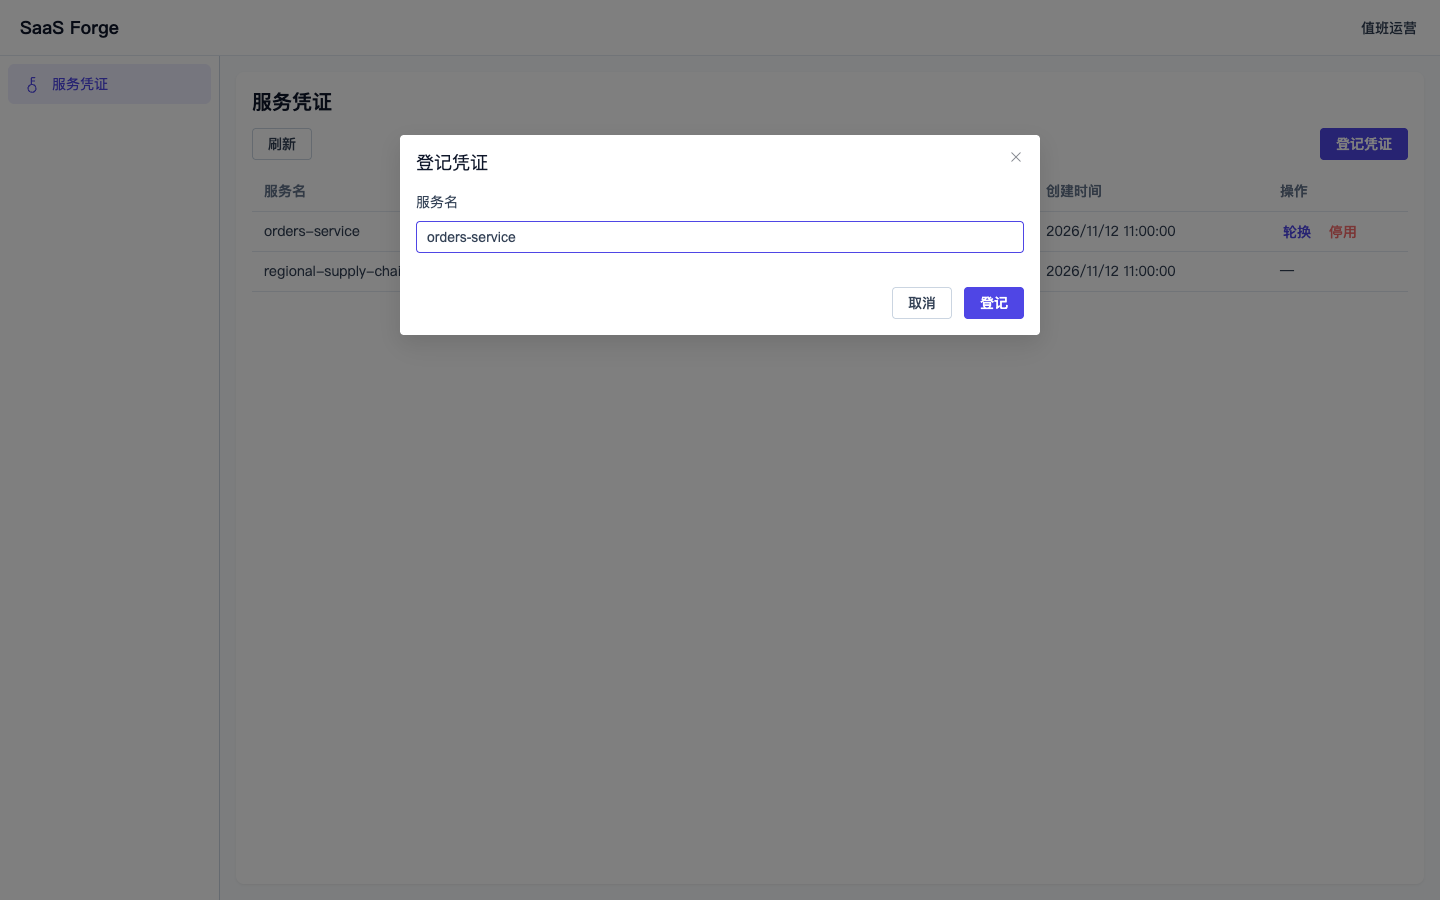 SaaS Forge
值班运营
服务凭证
服务凭证
刷新
登记凭证
服务名
创建时间
操作
orders-service
2026/11/12 11:00:00
轮换
停用
regional-supply-chai
2026/11/12 11:00:00
—
登记凭证
服务名
orders-service
取消
登记